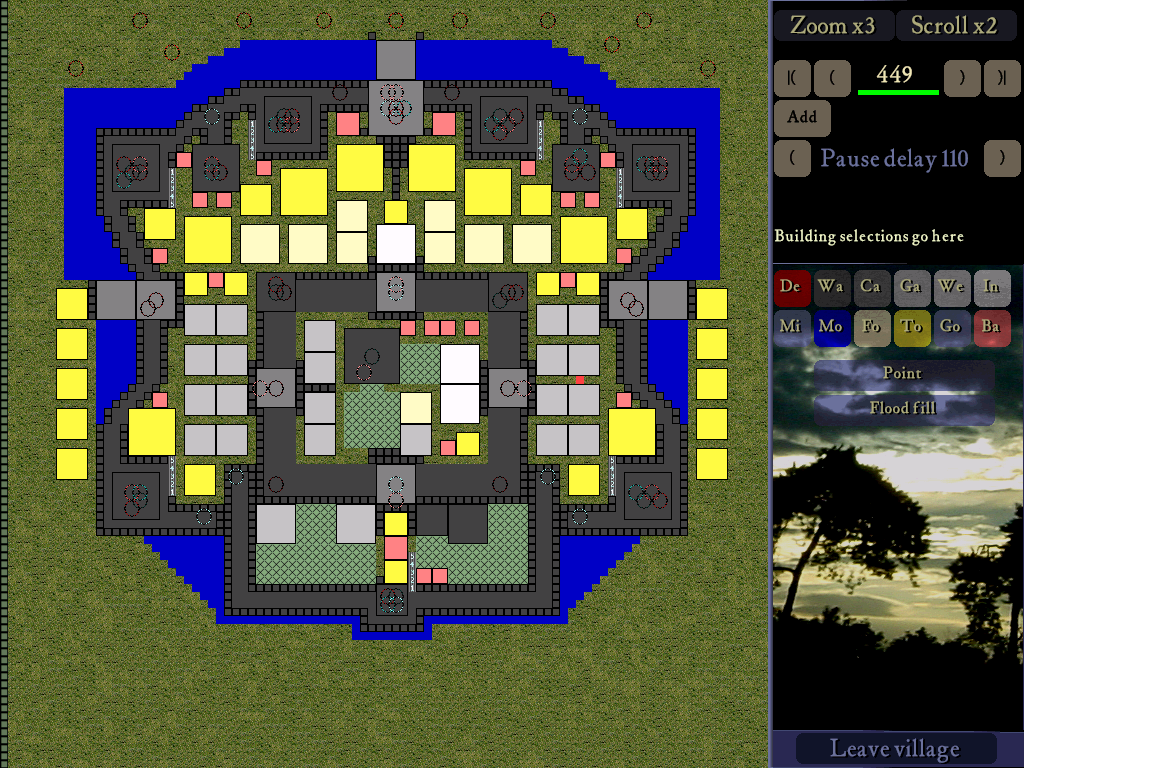 Zoom x3 Scroll x2
|( ( 449 ) )|
Add
( Pause delay 110 )
Building selections go here
De Wa Ca Ga We In
Mi Mo Fo To Go Ba
Point
Flood fill
Leave village